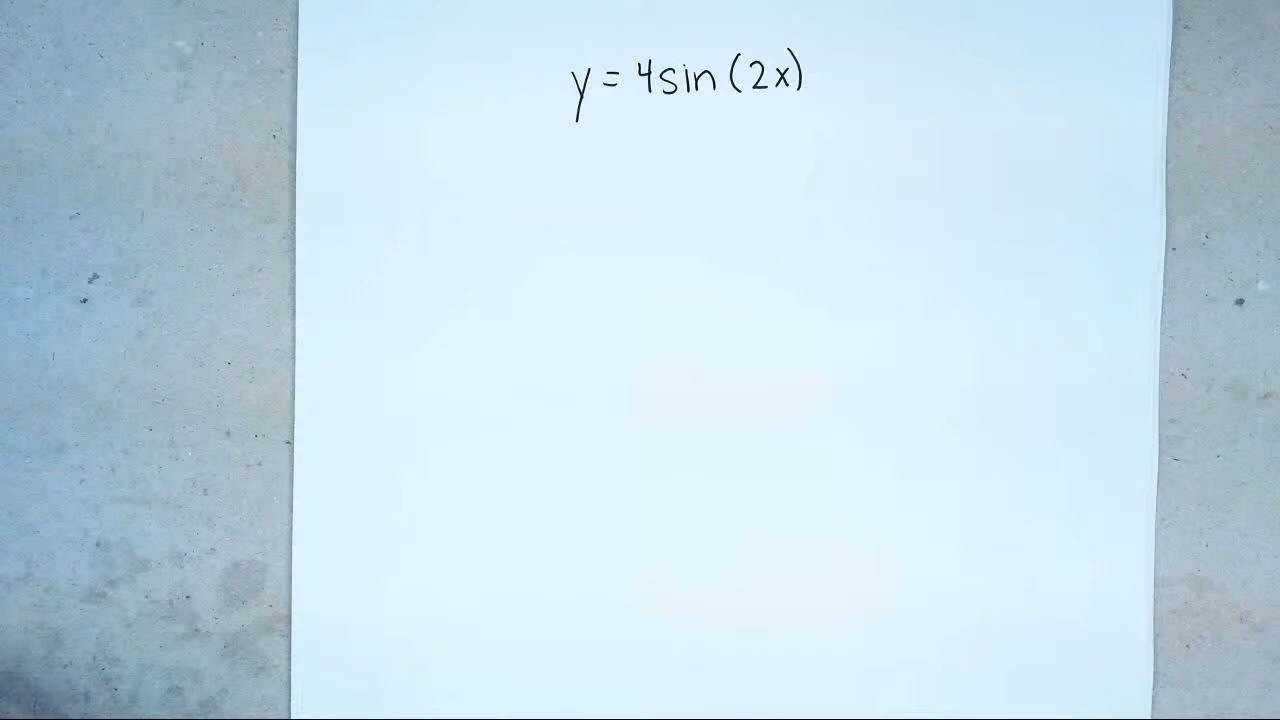 y = 4sin(2x)